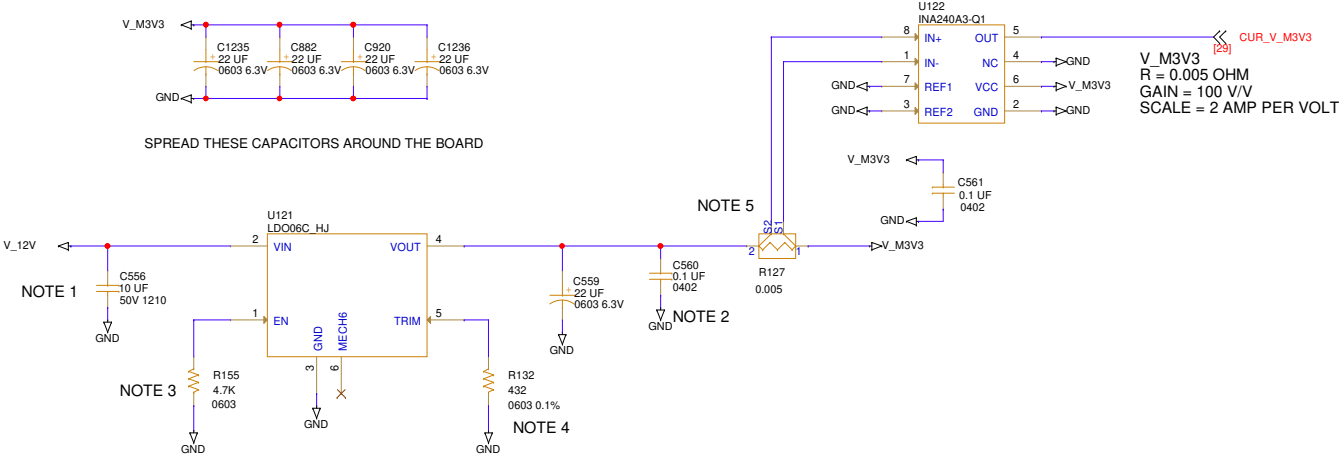 V_M3V3
C1235
22 UF
0603 6.3V
C882
22 UF
0603 6.3V
C920
22 UF
0603 6.3V
C1236
22 UF
0603 6.3V
+
+
+
+
GND
SPREAD THESE CAPACITORS AROUND THE BOARD
U122
INA240A3-Q1
8 IN+ OUT 5
1 IN- NC 4
7 REF1 VCC 6
3 REF2 GND 2
GND
GND
GND
V_M3V3
GND
CUR_V_M3V3
[29]
V_M3V3
R = 0.005 OHM
GAIN = 100 V/V
SCALE = 2 AMP PER VOLT
V_M3V3
C561
0.1 UF
0402
GND
NOTE 5
S2
S1
2
1
R127
0.005
V_M3V3
V_12V
NOTE 1
C556
10 UF
50V 1210
GND
U121
LDO06C_HJ
2 VIN VOUT 4
1 EN TRIM 5
GND
MECH6
3
6
GND
NOTE 3
R155
4.7K
0603
GND
R132
432
0603 0.1%
NOTE 4
GND
C559
+
22 UF
0603 6.3V
GND
C560
0.1 UF
0402
GND
NOTE 2